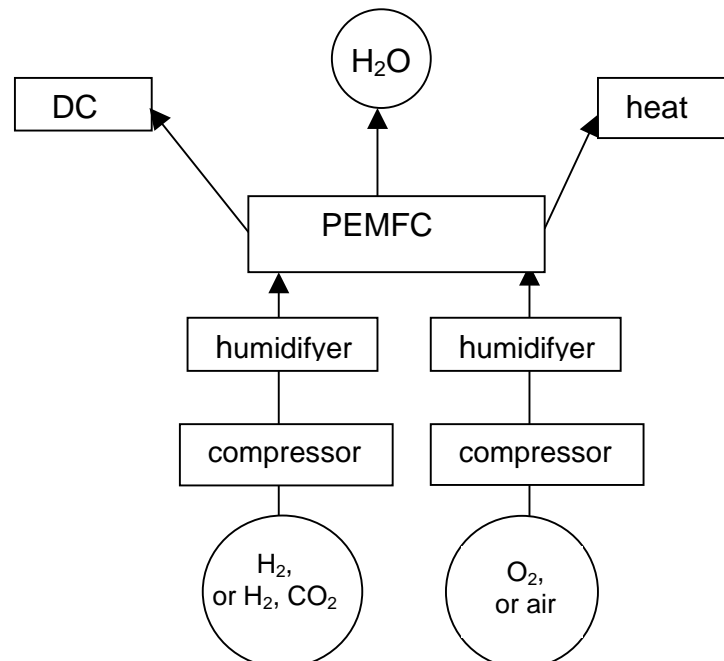 H₂O
DC
heat
PEMFC
humidifyer
humidifyer
compressor
compressor
H₂,
or H₂, CO₂
O₂,
or air